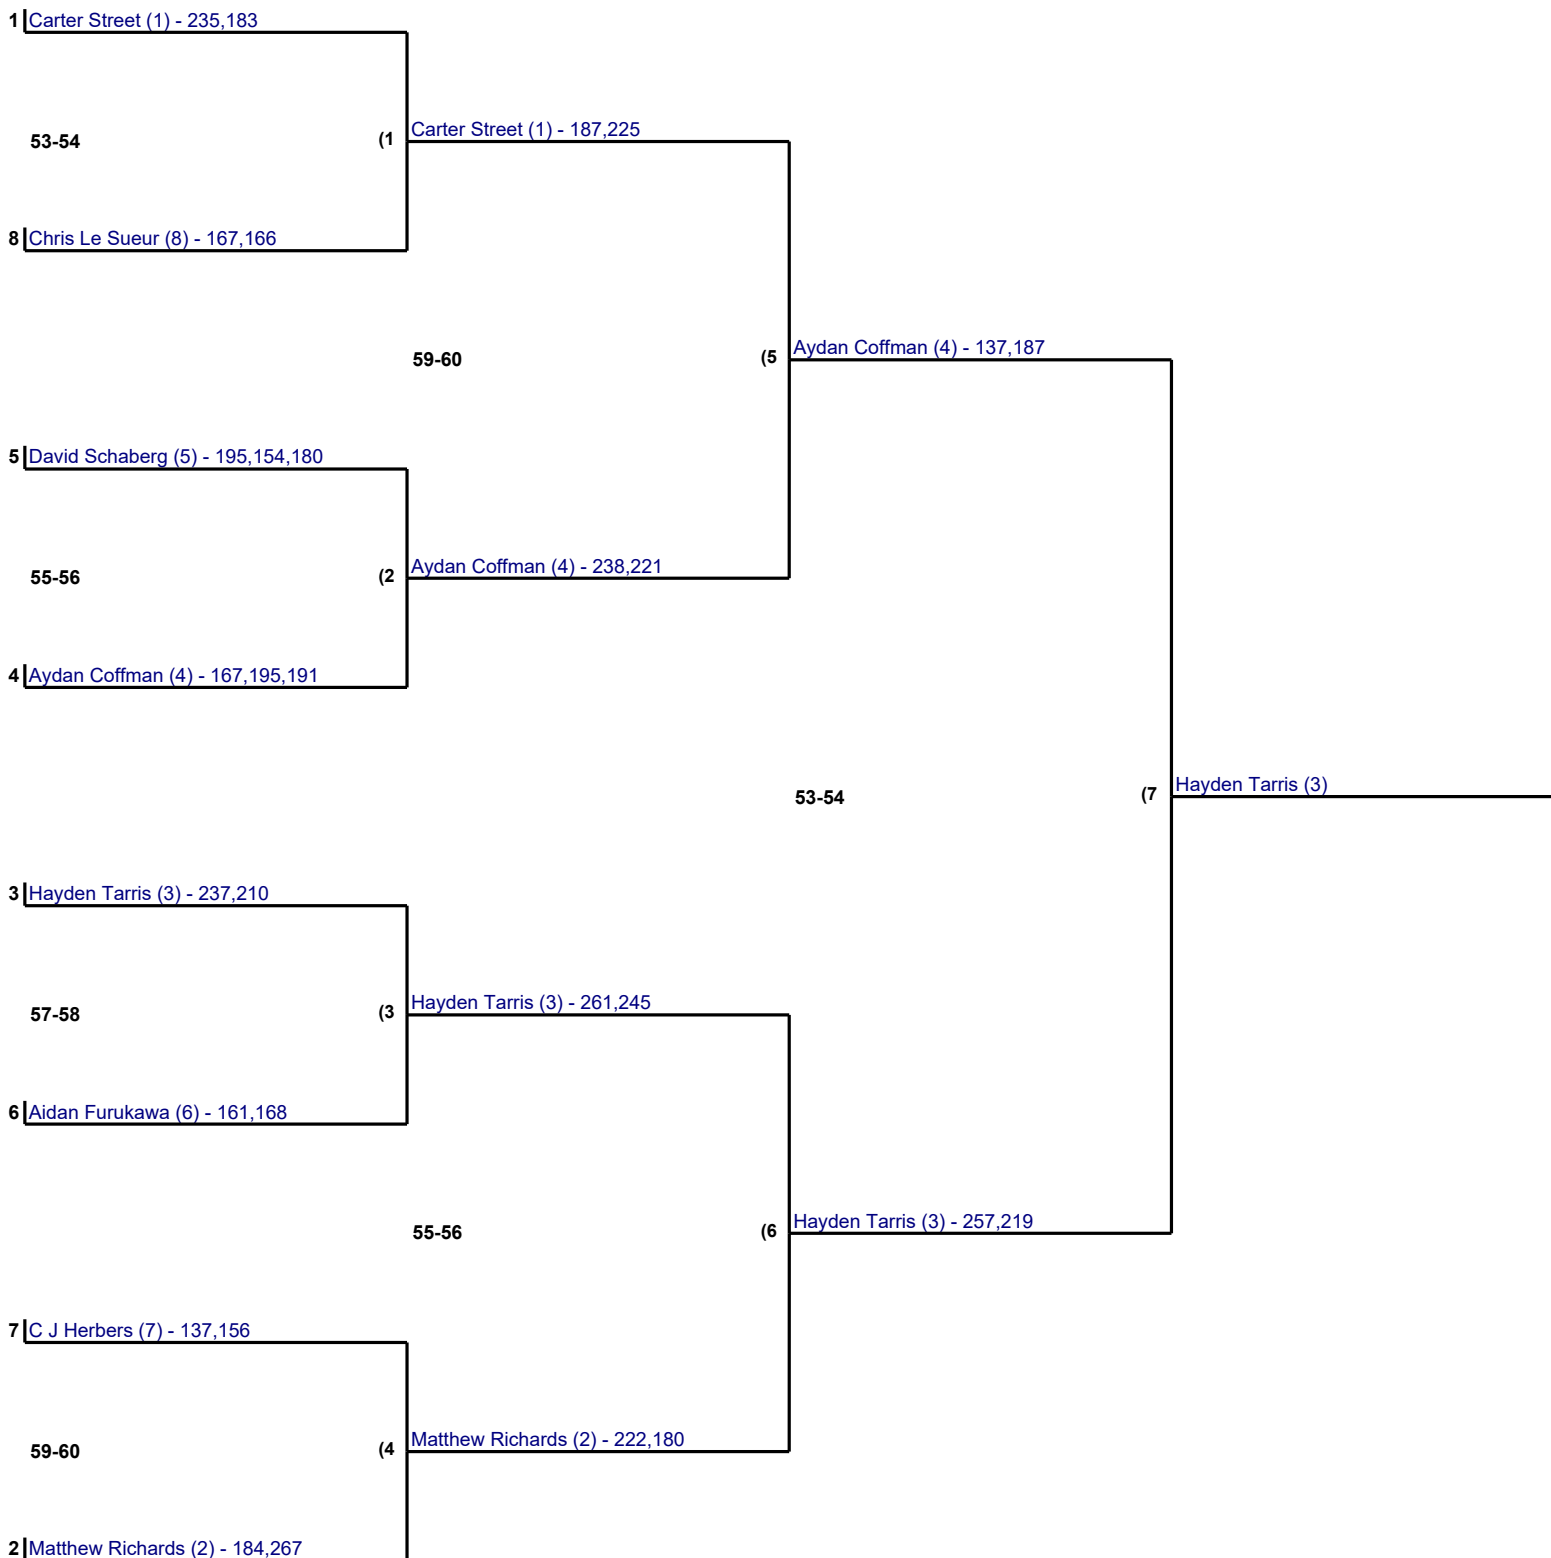 1 Carter Street (1) - 235,183
Carter Street (1) - 187,225
53-54 (1
8 Chris Le Sueur (8) - 167,166
Aydan Coffman (4) - 137,187
59-60 (5
5 David Schaberg (5) - 195,154,180
Aydan Coffman (4) - 238,221
55-56 (2
4 Aydan Coffman (4) - 167,195,191
Hayden Tarris (3)
53-54 (7
3 Hayden Tarris (3) - 237,210
Hayden Tarris (3) - 261,245
57-58 (3
6 Aidan Furukawa (6) - 161,168
Hayden Tarris (3) - 257,219
55-56 (6
7 C J Herbers (7) - 137,156
Matthew Richards (2) - 222,180
59-60 (4
2 Matthew Richards (2) - 184,267